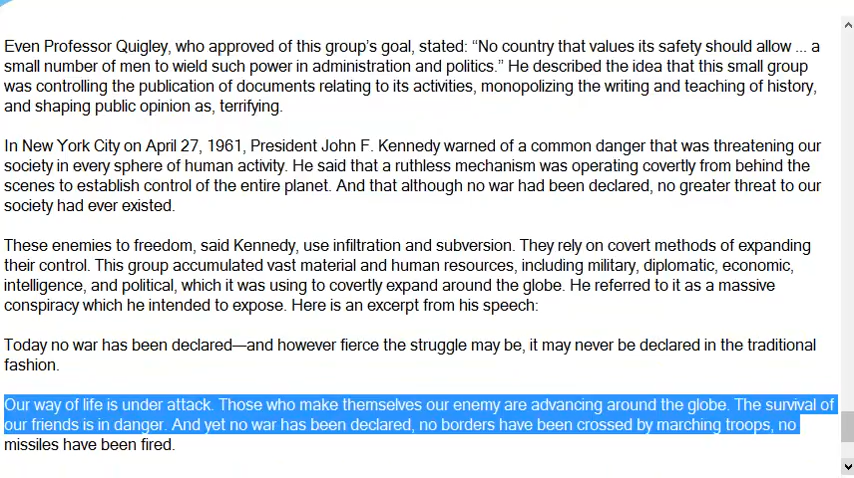 Even Professor Quigley, who approved of this group’s goal, stated: “No country that values its safety should allow ... a
small number of men to wield such power in administration and politics.” He described the idea that this small group
was controlling the publication of documents relating to its activities, monopolizing the writing and teaching of history,
and shaping public opinion as, terrifying.
In New York City on April 27, 1961, President John F. Kennedy warned of a common danger that was threatening our
society in every sphere of human activity. He said that a ruthless mechanism was operating covertly from behind the
scenes to establish control of the entire planet. And that although no war had been declared, no greater threat to our
society had ever existed.
These enemies to freedom, said Kennedy, use infiltration and subversion. They rely on covert methods of expanding
their control. This group accumulated vast material and human resources, including military, diplomatic, economic,
intelligence, and political, which it was using to covertly expand around the globe. He referred to it as a massive
conspiracy which he intended to expose. Here is an excerpt from his speech:
Today no war has been declared—and however fierce the struggle may be, it may never be declared in the traditional
fashion.
Our way of life is under attack. Those who make themselves our enemy are advancing around the globe. The survival of
our friends is in danger. And yet no war has been declared, no borders have been crossed by marching troops, no
missiles have been fired.